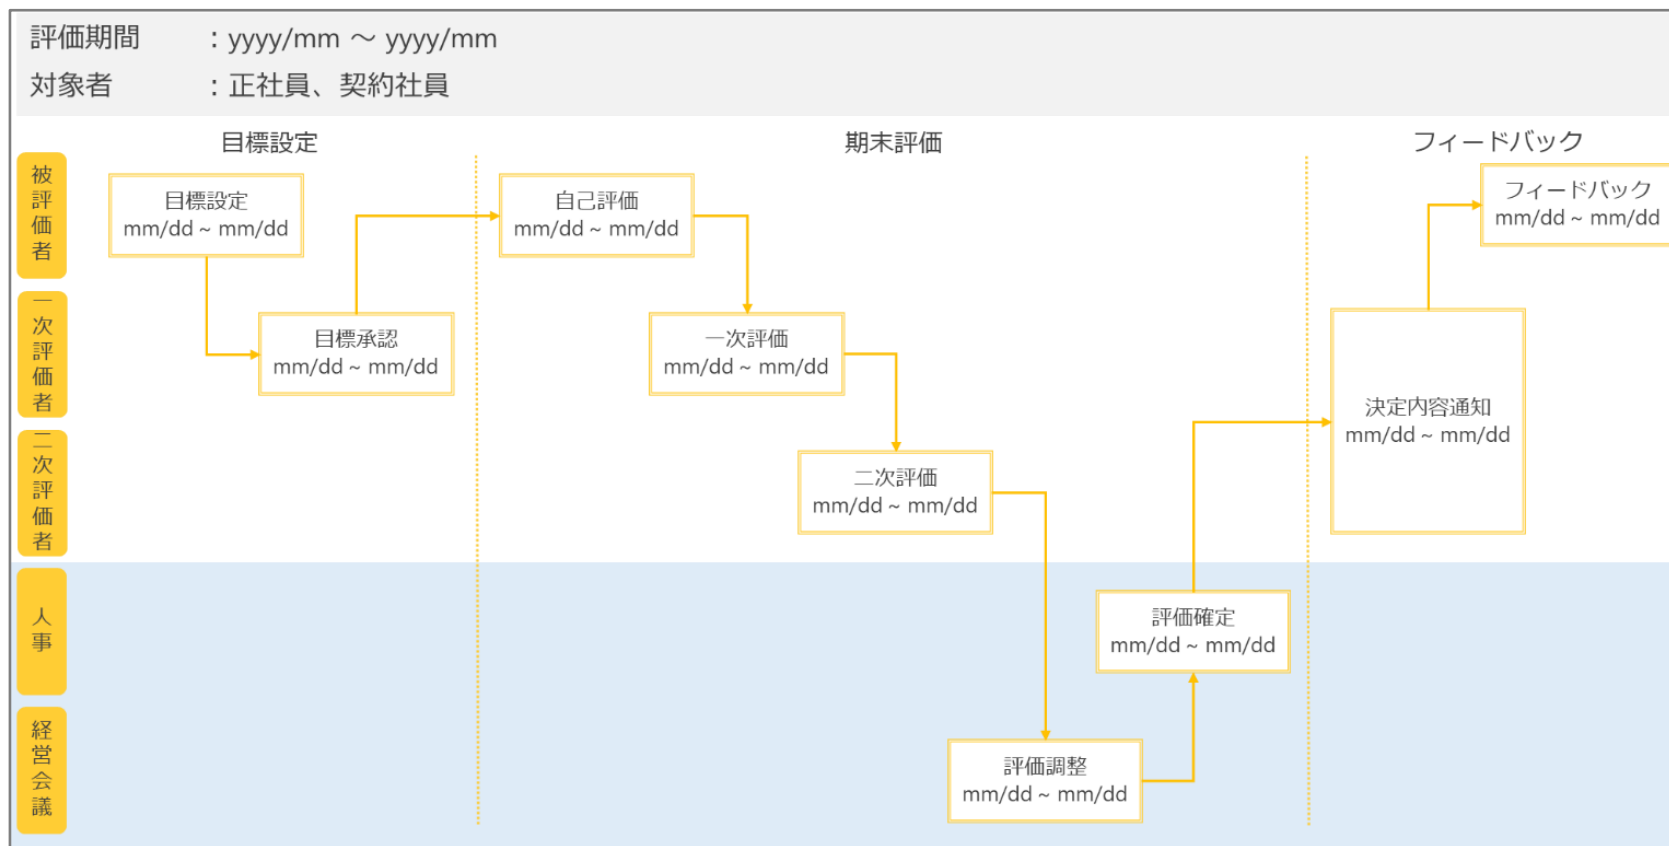 評価期間 : yyyy/mm ～ yyyy/mm
対象者 : 正社員、契約社員
目標設定
期末評価
フィードバック
被評価者
目標設定
mm/dd ~ mm/dd
自己評価
mm/dd ~ mm/dd
フィードバック
mm/dd ~ mm/dd
一次評価者
目標承認
mm/dd ~ mm/dd
一次評価
mm/dd ~ mm/dd
決定内容通知
mm/dd ~ mm/dd
二次評価者
二次評価
mm/dd ~ mm/dd
人事
評価確定
mm/dd ~ mm/dd
経営会議
評価調整
mm/dd ~ mm/dd